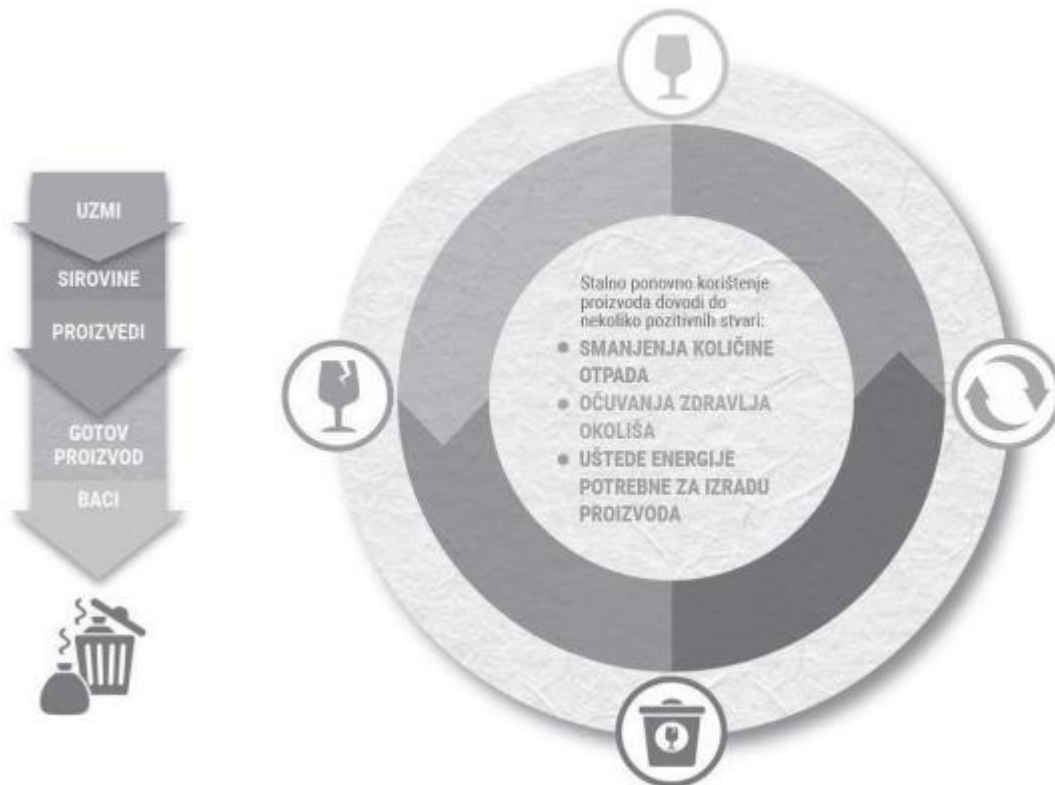 UZMI
SIROVINE
PROIZVEDI
GOTOV
PROIZVOD
BACI
Stalno ponovno korištenje
proizvoda dovodi do
nekoliko pozitivnih stvari:
● SMANJENJA KOLIČINE
OTPADA
● OČUVANJA ZDRAVLJA
OKOLIŠA
● UŠTEDE ENERGIJE
POTREBNE ZA IZRADU
PROIZVODA